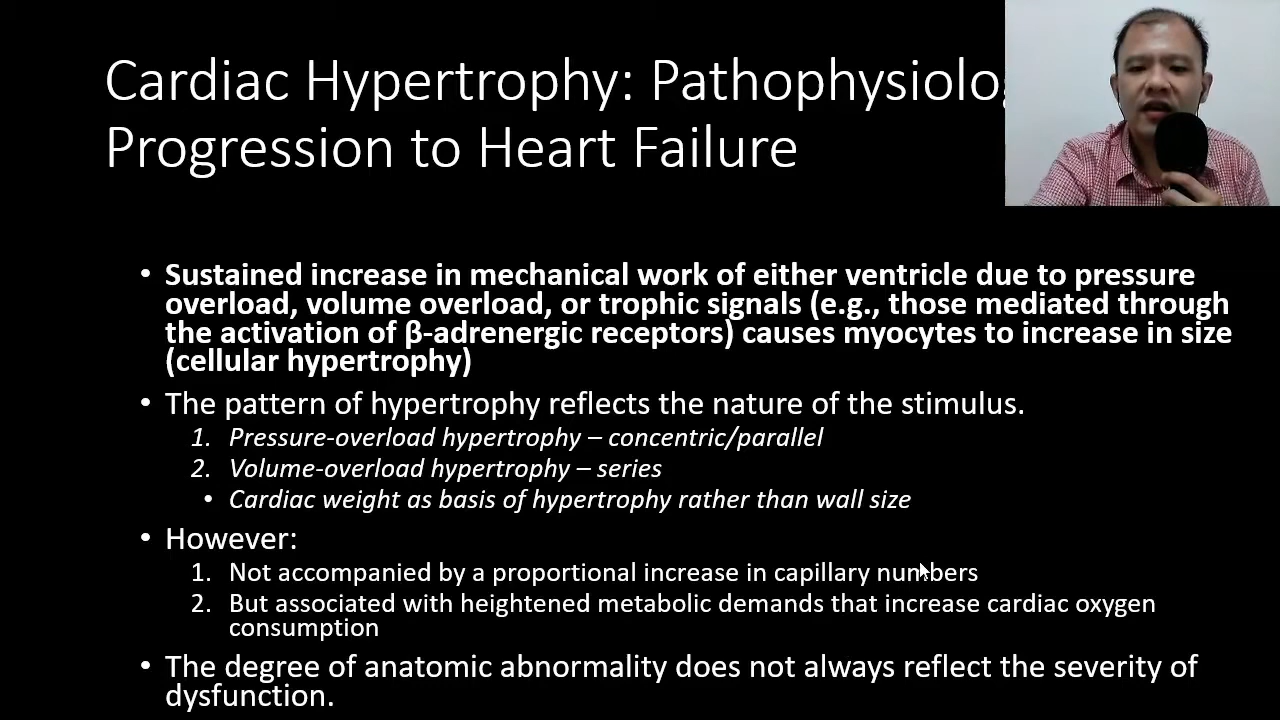 Cardiac Hypertrophy: Pathophysiolo
Progression to Heart Failure
• Sustained increase in mechanical work of either ventricle due to pressure
overload, volume overload, or trophic signals (e.g., those mediated through
the activation of β-adrenergic receptors) causes myocytes to increase in size
(cellular hypertrophy)
• The pattern of hypertrophy reflects the nature of the stimulus.
1. Pressure-overload hypertrophy – concentric/parallel
2. Volume-overload hypertrophy – series
• Cardiac weight as basis of hypertrophy rather than wall size
• However:
1. Not accompanied by a proportional increase in capillary numbers
2. But associated with heightened metabolic demands that increase cardiac oxygen
consumption
• The degree of anatomic abnormality does not always reflect the severity of
dysfunction.